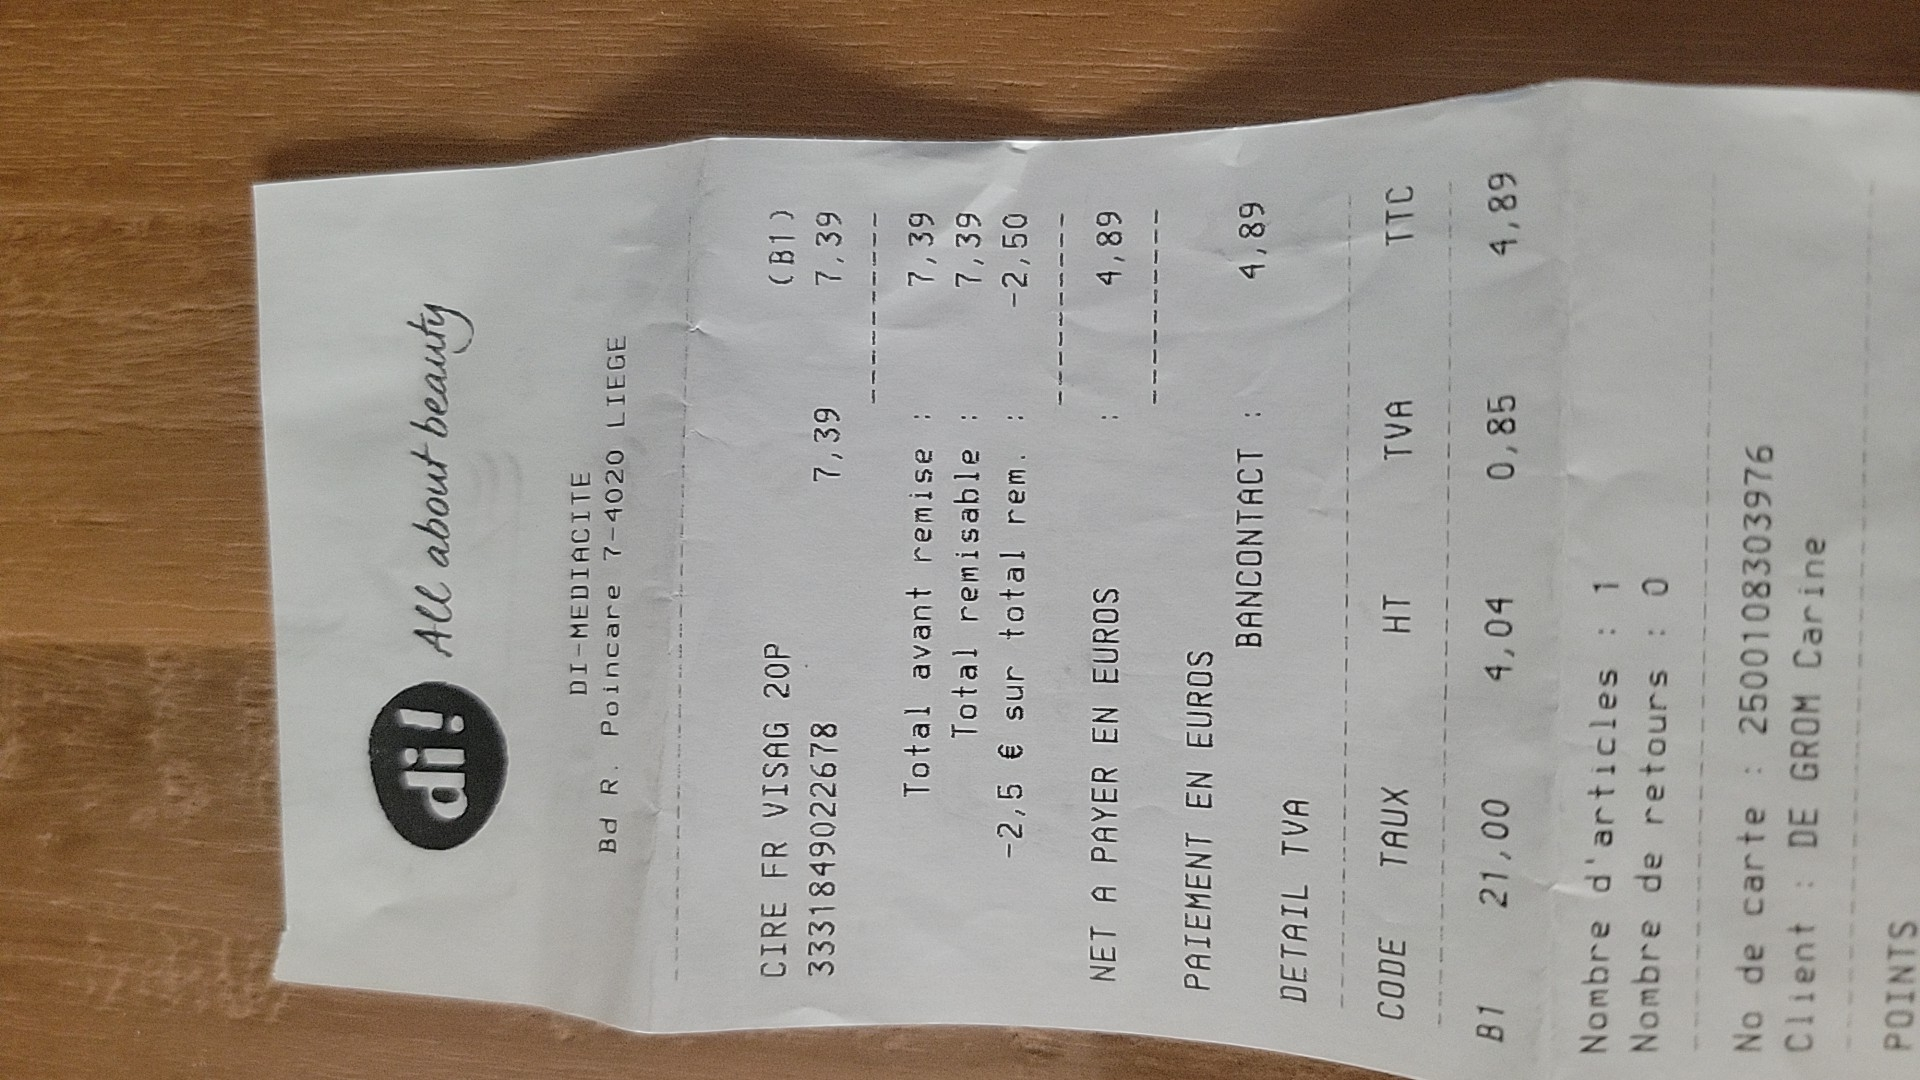 di! All about beauty
DI-MEDIACITE
Bd R. Poincare 7-4020 LIEGE
CIRE FR VISAG 20P (B1)
3331849022678 7,39 7,39
Total avant remise : 7,39
Total remisable : 7,39
-2,5 € sur total rem. : -2,50
NET A PAYER EN EUROS : 4,89
PAIEMENT EN EUROS
BANCONTACT : 4,89
DETAIL TVA
CODE TAUX HT TVA TTC
B1 21,00 4,04 0,85 4,89
Nombre d'articles : 1
Nombre de retours : 0
No de carte : 2500108303976
Client : DE GROM Carine
POINTS